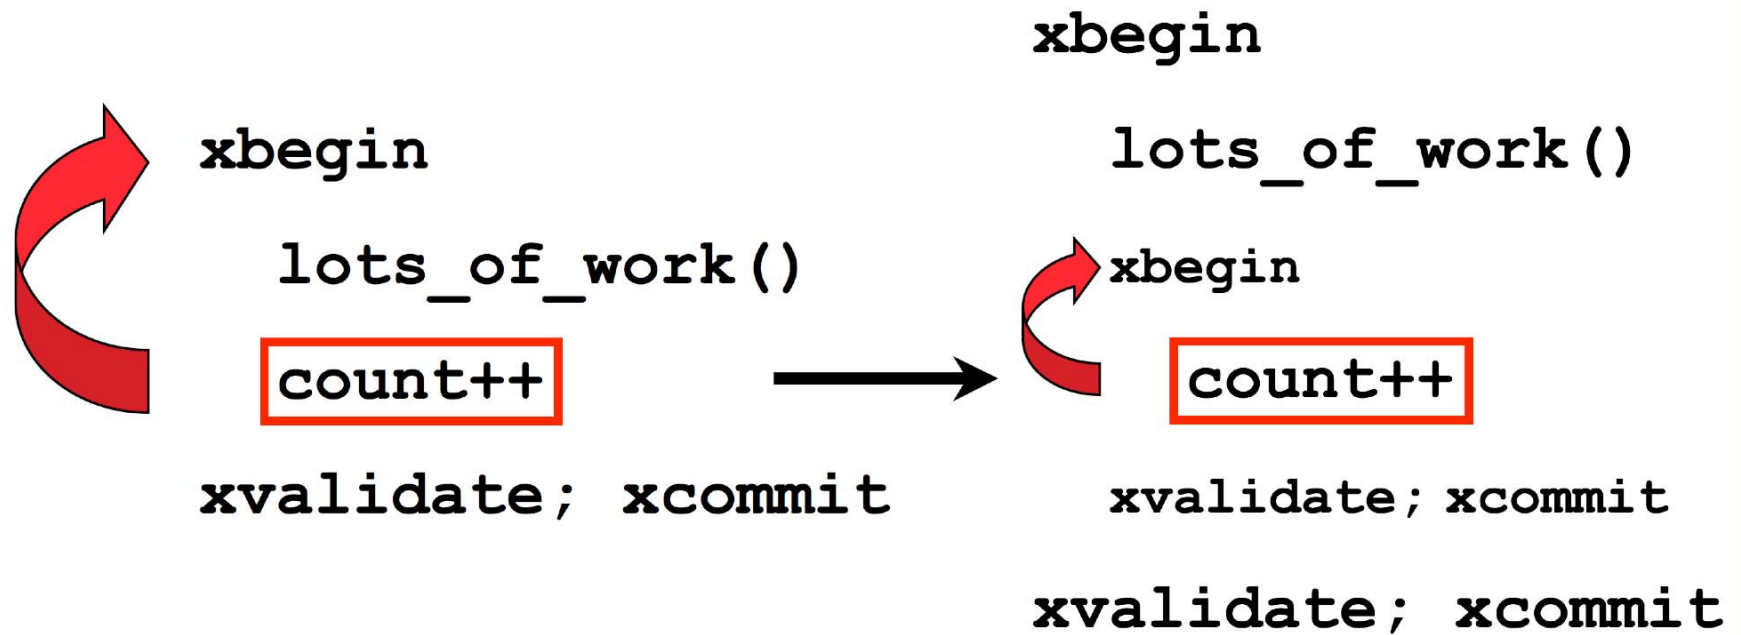 xbegin
lots_of_work()
count++
xvalidate; xcommit
xbegin
lots_of_work()
xbegin
count++
xvalidate; xcommit
xvalidate; xcommit